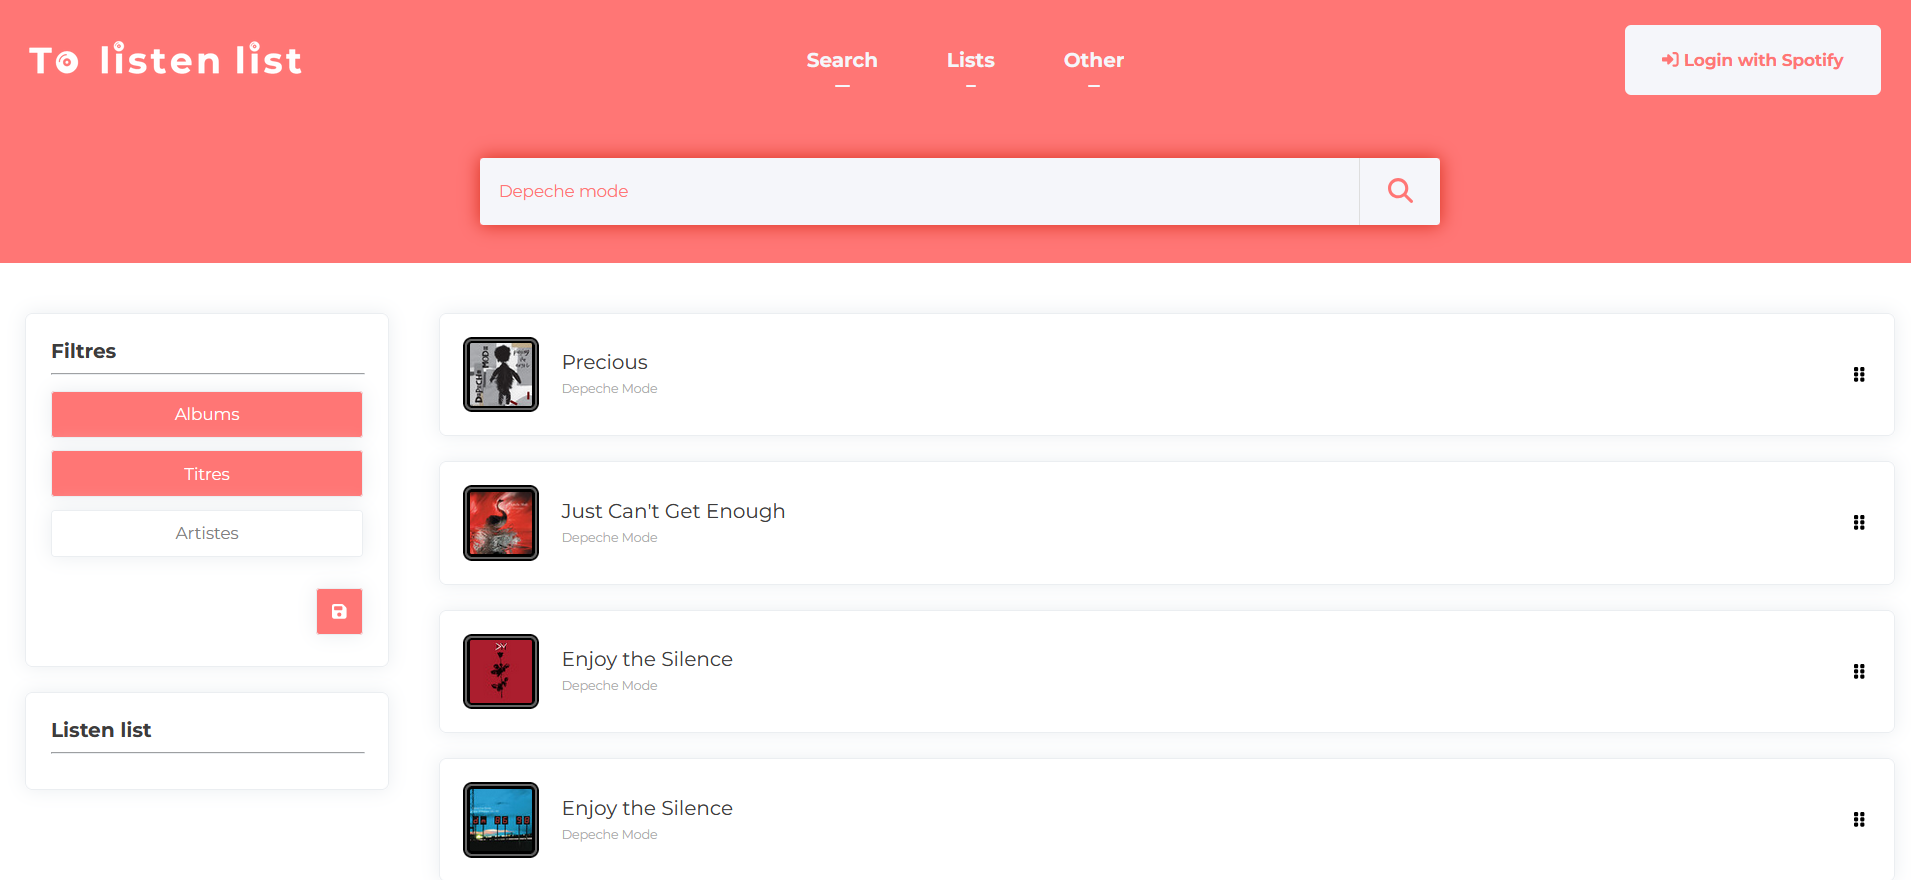 To listen list
Search
Lists
Other
Login with Spotify
Depeche mode
Filtres
Albums
Titres
Artistes
Listen list
Precious
Depeche Mode
Just Can't Get Enough
Depeche Mode
Enjoy the Silence
Depeche Mode
Enjoy the Silence
Depeche Mode